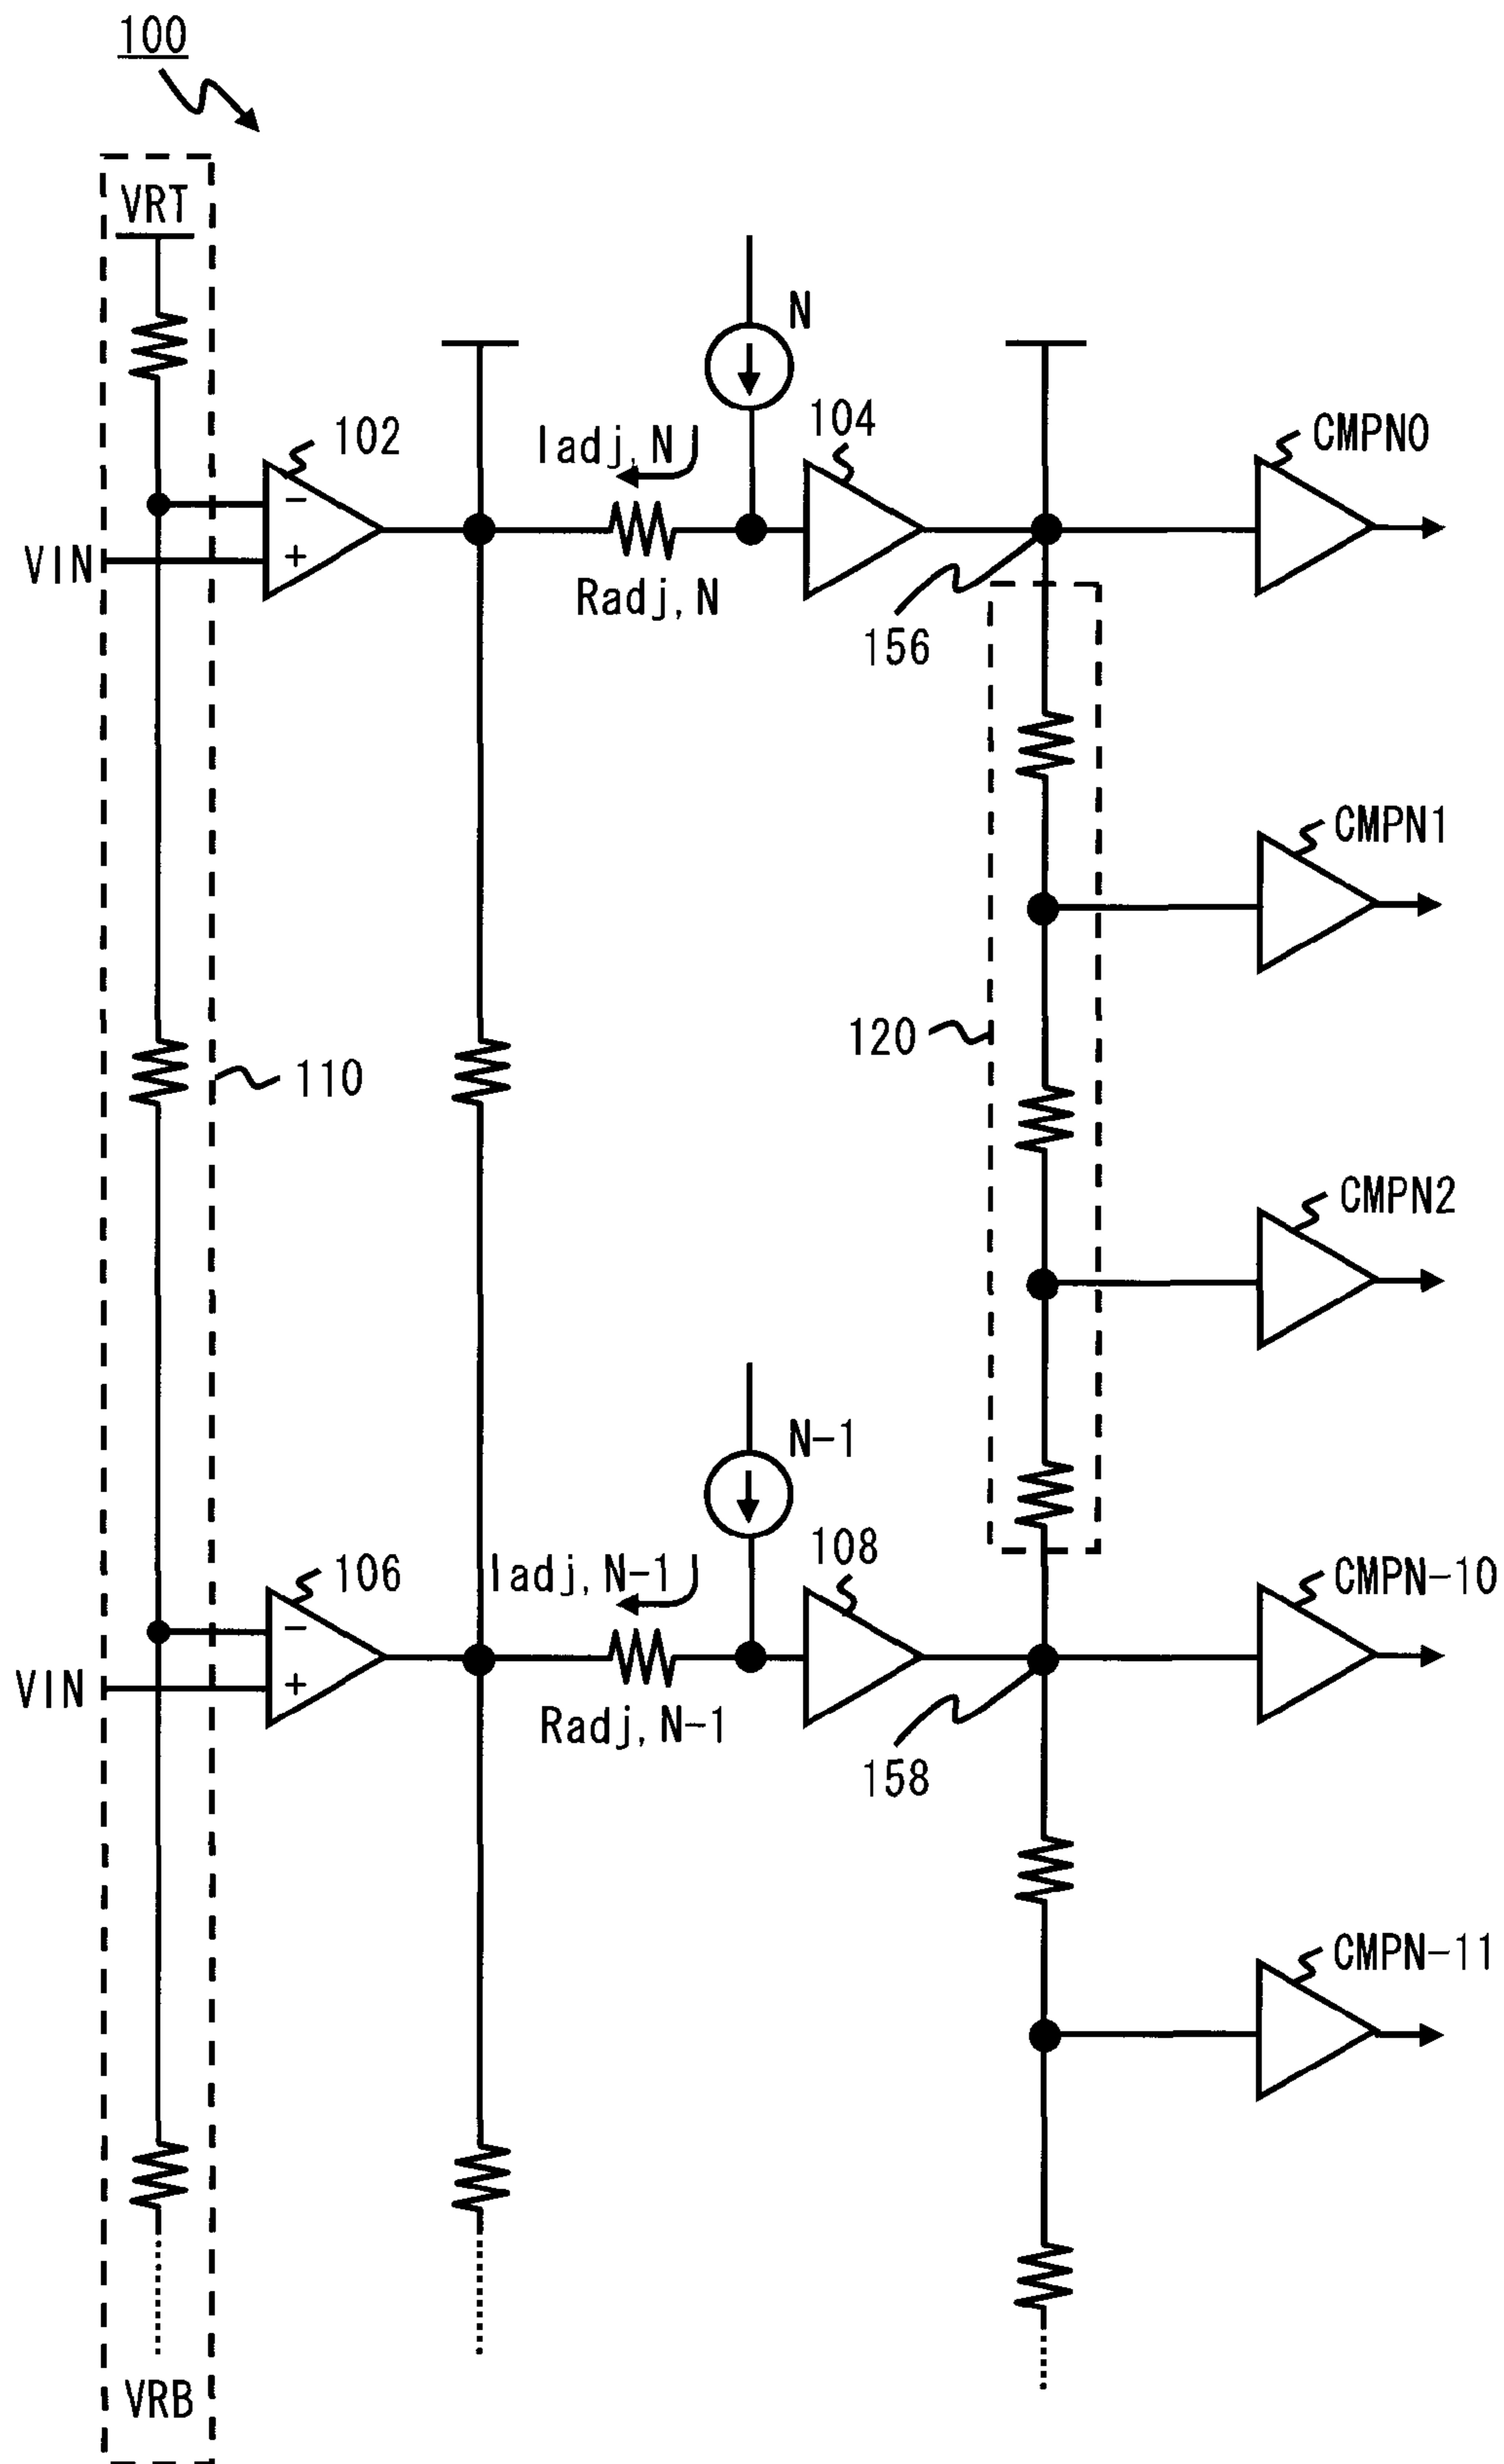 100
VRT
N
102
Iadj, N
104
CMPN0
VIN
Radj, N
156
CMPN1
120
110
CMPN2
N-1
106
Iadj, N-1
108
CMPN-10
VIN
Radj, N-1
158
CMPN-11
VRB